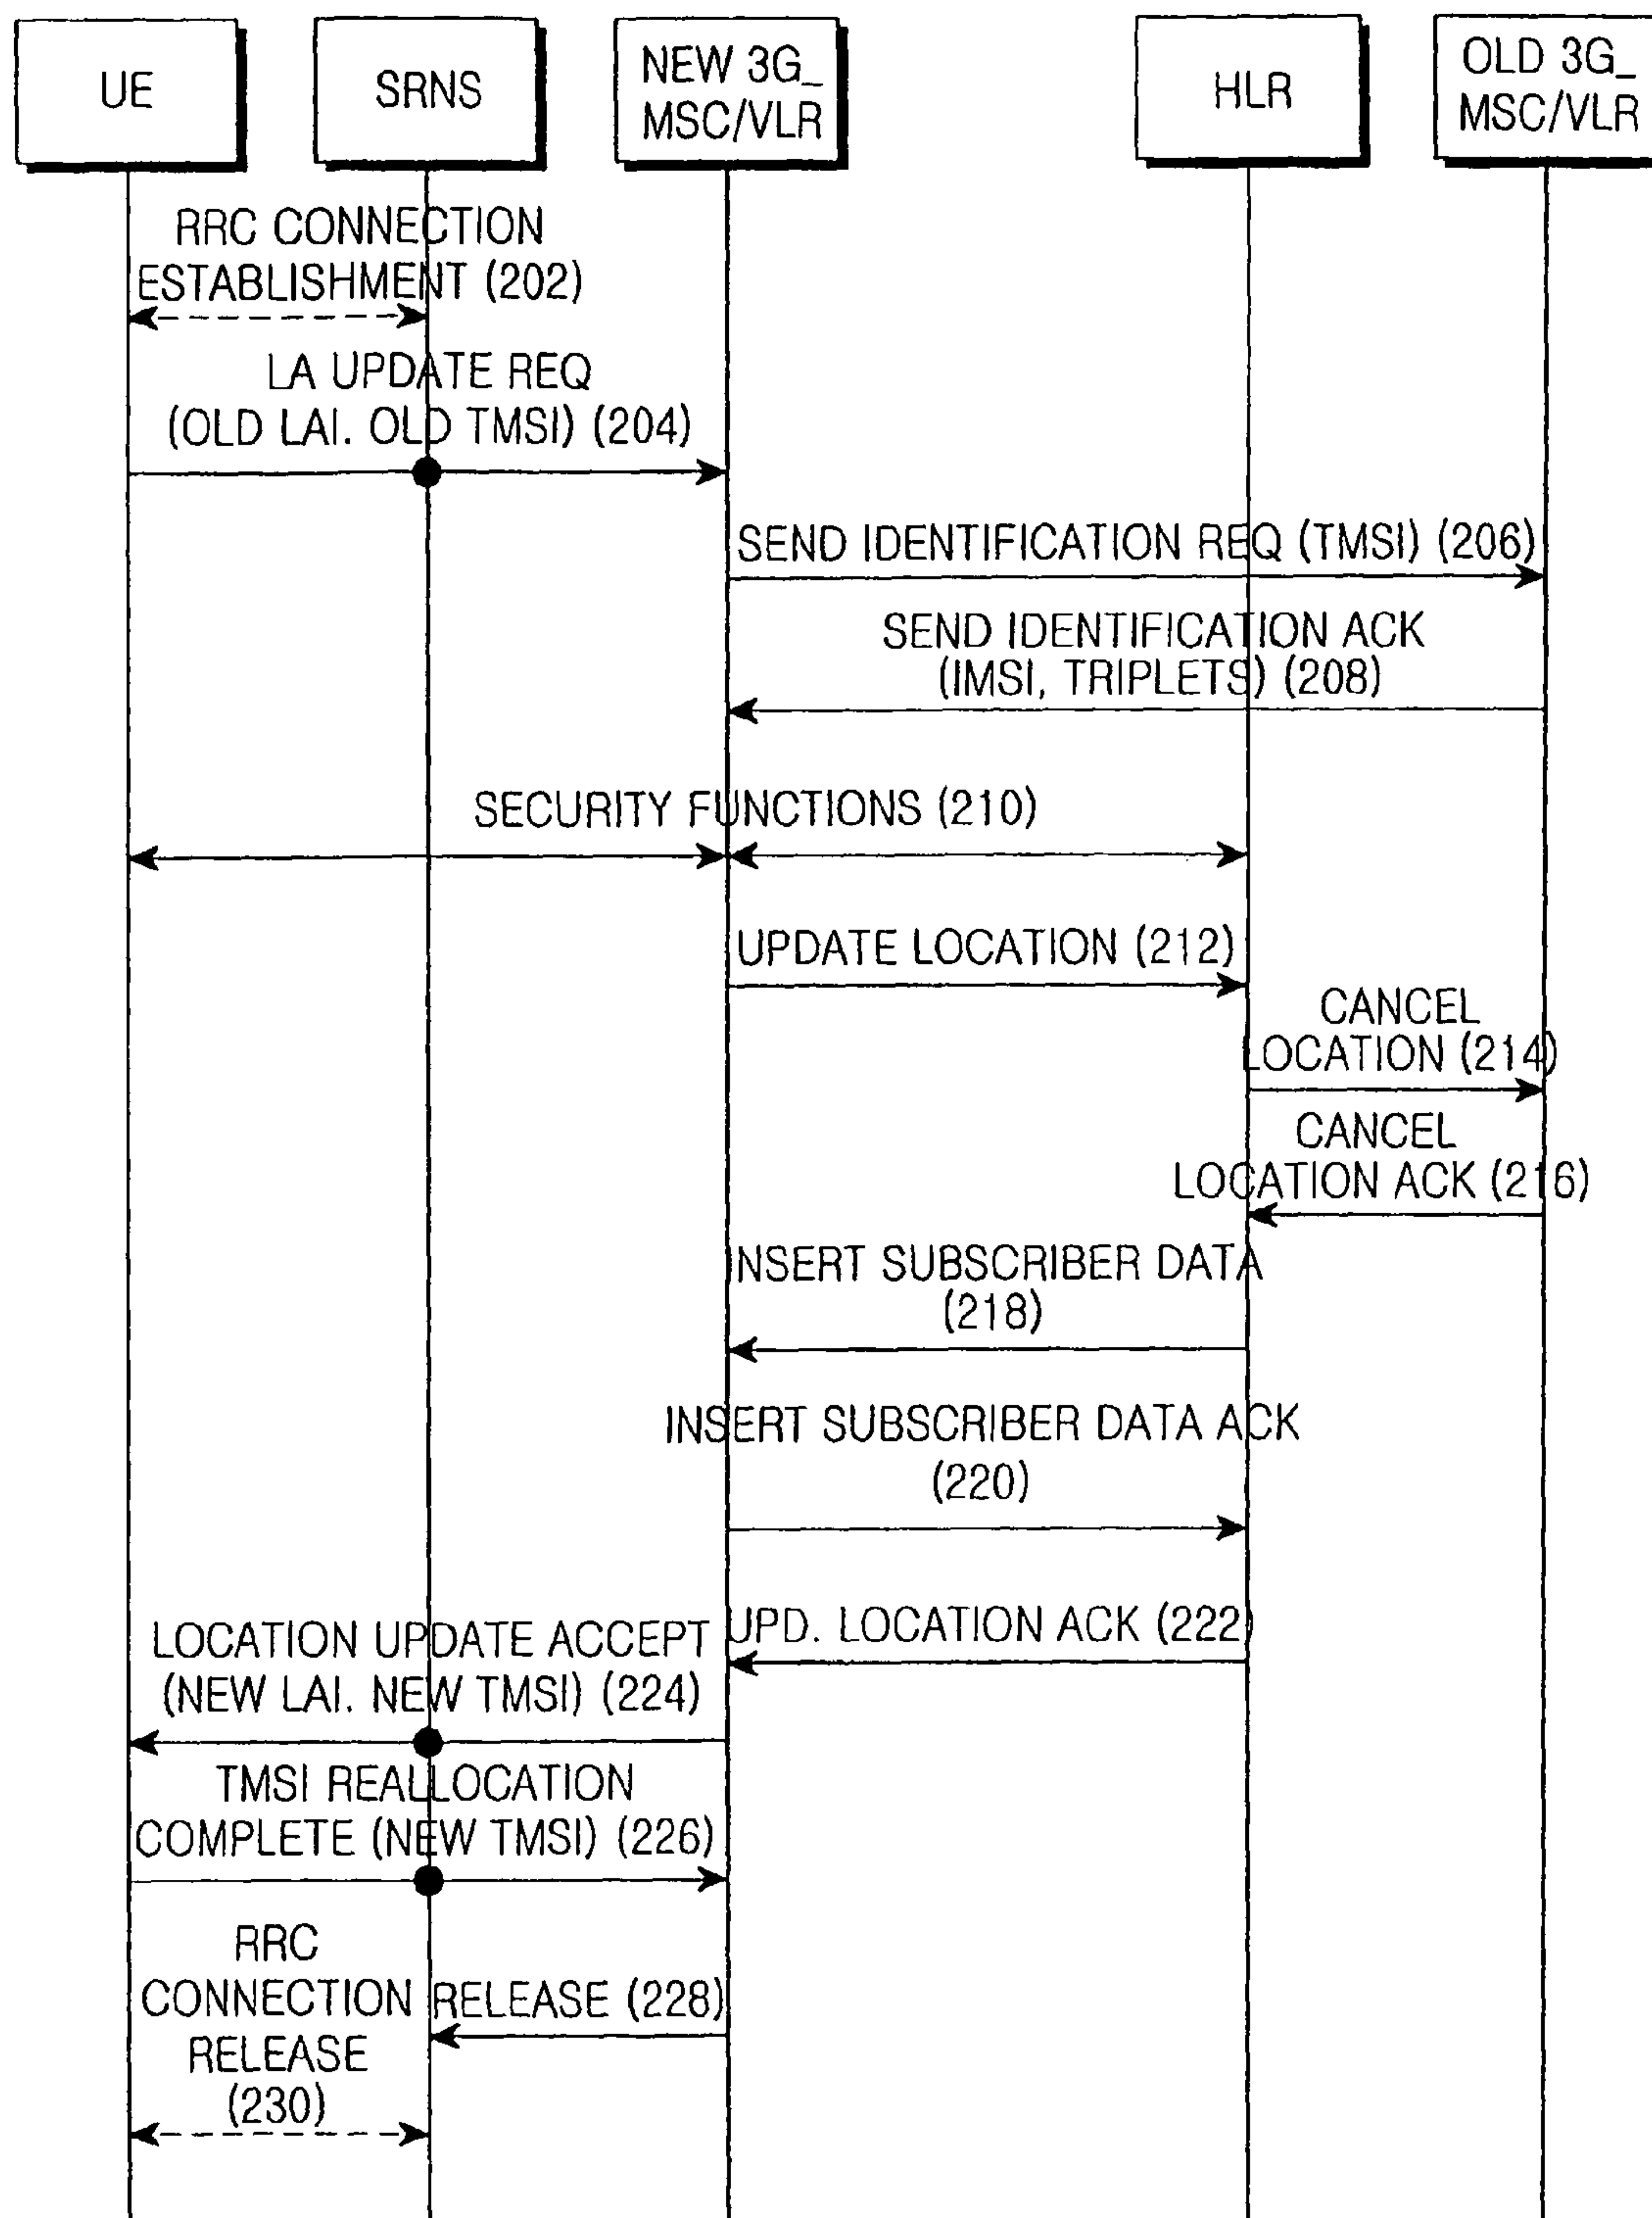 UE
SRNS
NEW 3G_
MSC/VLR
HLR
OLD 3G_
MSC/VLR
RRC CONNECTION
ESTABLISHMENT (202)
LA UPDATE REQ
(OLD LAI. OLD TMSI) (204)
SEND IDENTIFICATION REQ (TMSI) (206)
SEND IDENTIFICATION ACK
(IMSI, TRIPLETS) (208)
SECURITY FUNCTIONS (210)
UPDATE LOCATION (212)
CANCEL
LOCATION (214)
CANCEL
LOCATION ACK (216)
INSERT SUBSCRIBER DATA
(218)
INSERT SUBSCRIBER DATA ACK
(220)
UPD. LOCATION ACK (222)
LOCATION UPDATE ACCEPT
(NEW LAI. NEW TMSI) (224)
TMSI REALLOCATION
COMPLETE (NEW TMSI) (226)
RELEASE (228)
RRC
CONNECTION
RELEASE
(230)